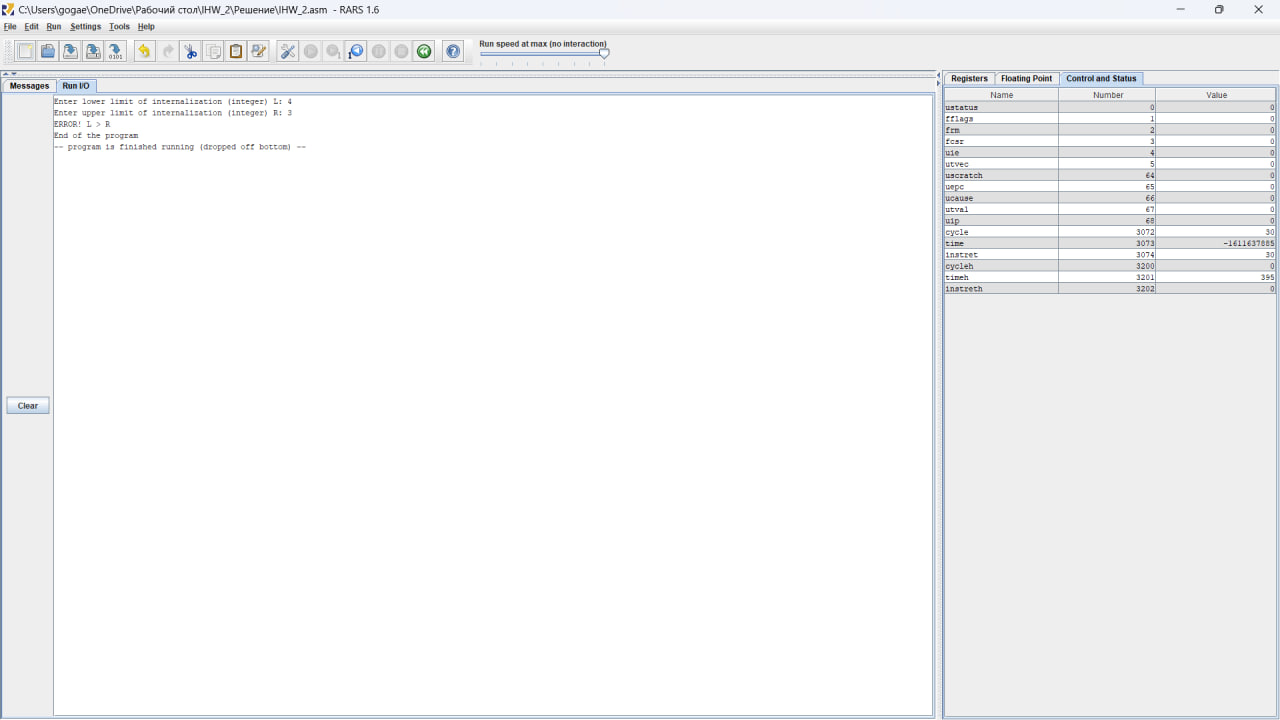 C:\Users\gogae\OneDrive\Рабочий стол\IHW_2\Решение\IHW_2.asm - RARS 1.6
File Edit Run Settings Tools Help
Run speed at max (no interaction)
Messages Run I/O
Enter lower limit of internalization (integer) L: 4
Enter upper limit of internalization (integer) R: 3
ERROR! L > R
End of the program
-- program is finished running (dropped off bottom) --
Clear
Registers Floating Point Control and Status
Name Number Value
ustatus 0 0
fflags 1 0
frm 2 0
fcsr 3 0
uie 4 0
utvec 5 0
uscratch 64 0
uepc 65 0
ucause 66 0
utval 67 0
uip 68 0
cycle 3072 30
time 3073 -1611637885
instret 3074 30
cycleh 3200 0
timeh 3201 395
instreth 3202 0